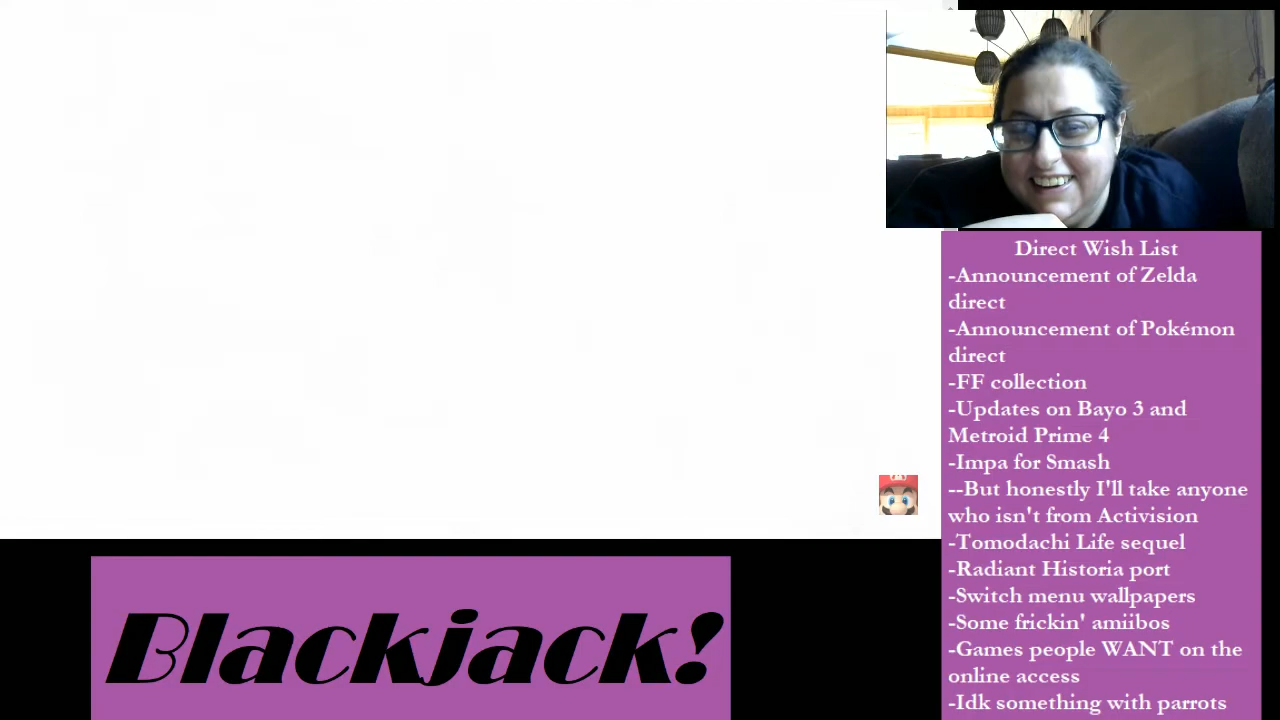 Direct Wish List
-Announcement of Zelda
direct
-Announcement of Pokémon
direct
-FF collection
-Updates on Bayo 3 and
Metroid Prime 4
-Impa for Smash
--But honestly I'll take anyone
who isn't from Activision
-Tomodachi Life sequel
-Radiant Historia port
-Switch menu wallpapers
-Some frickin' amiibos
-Games people WANT on the
online access
-Idk something with parrots
Blackjack!